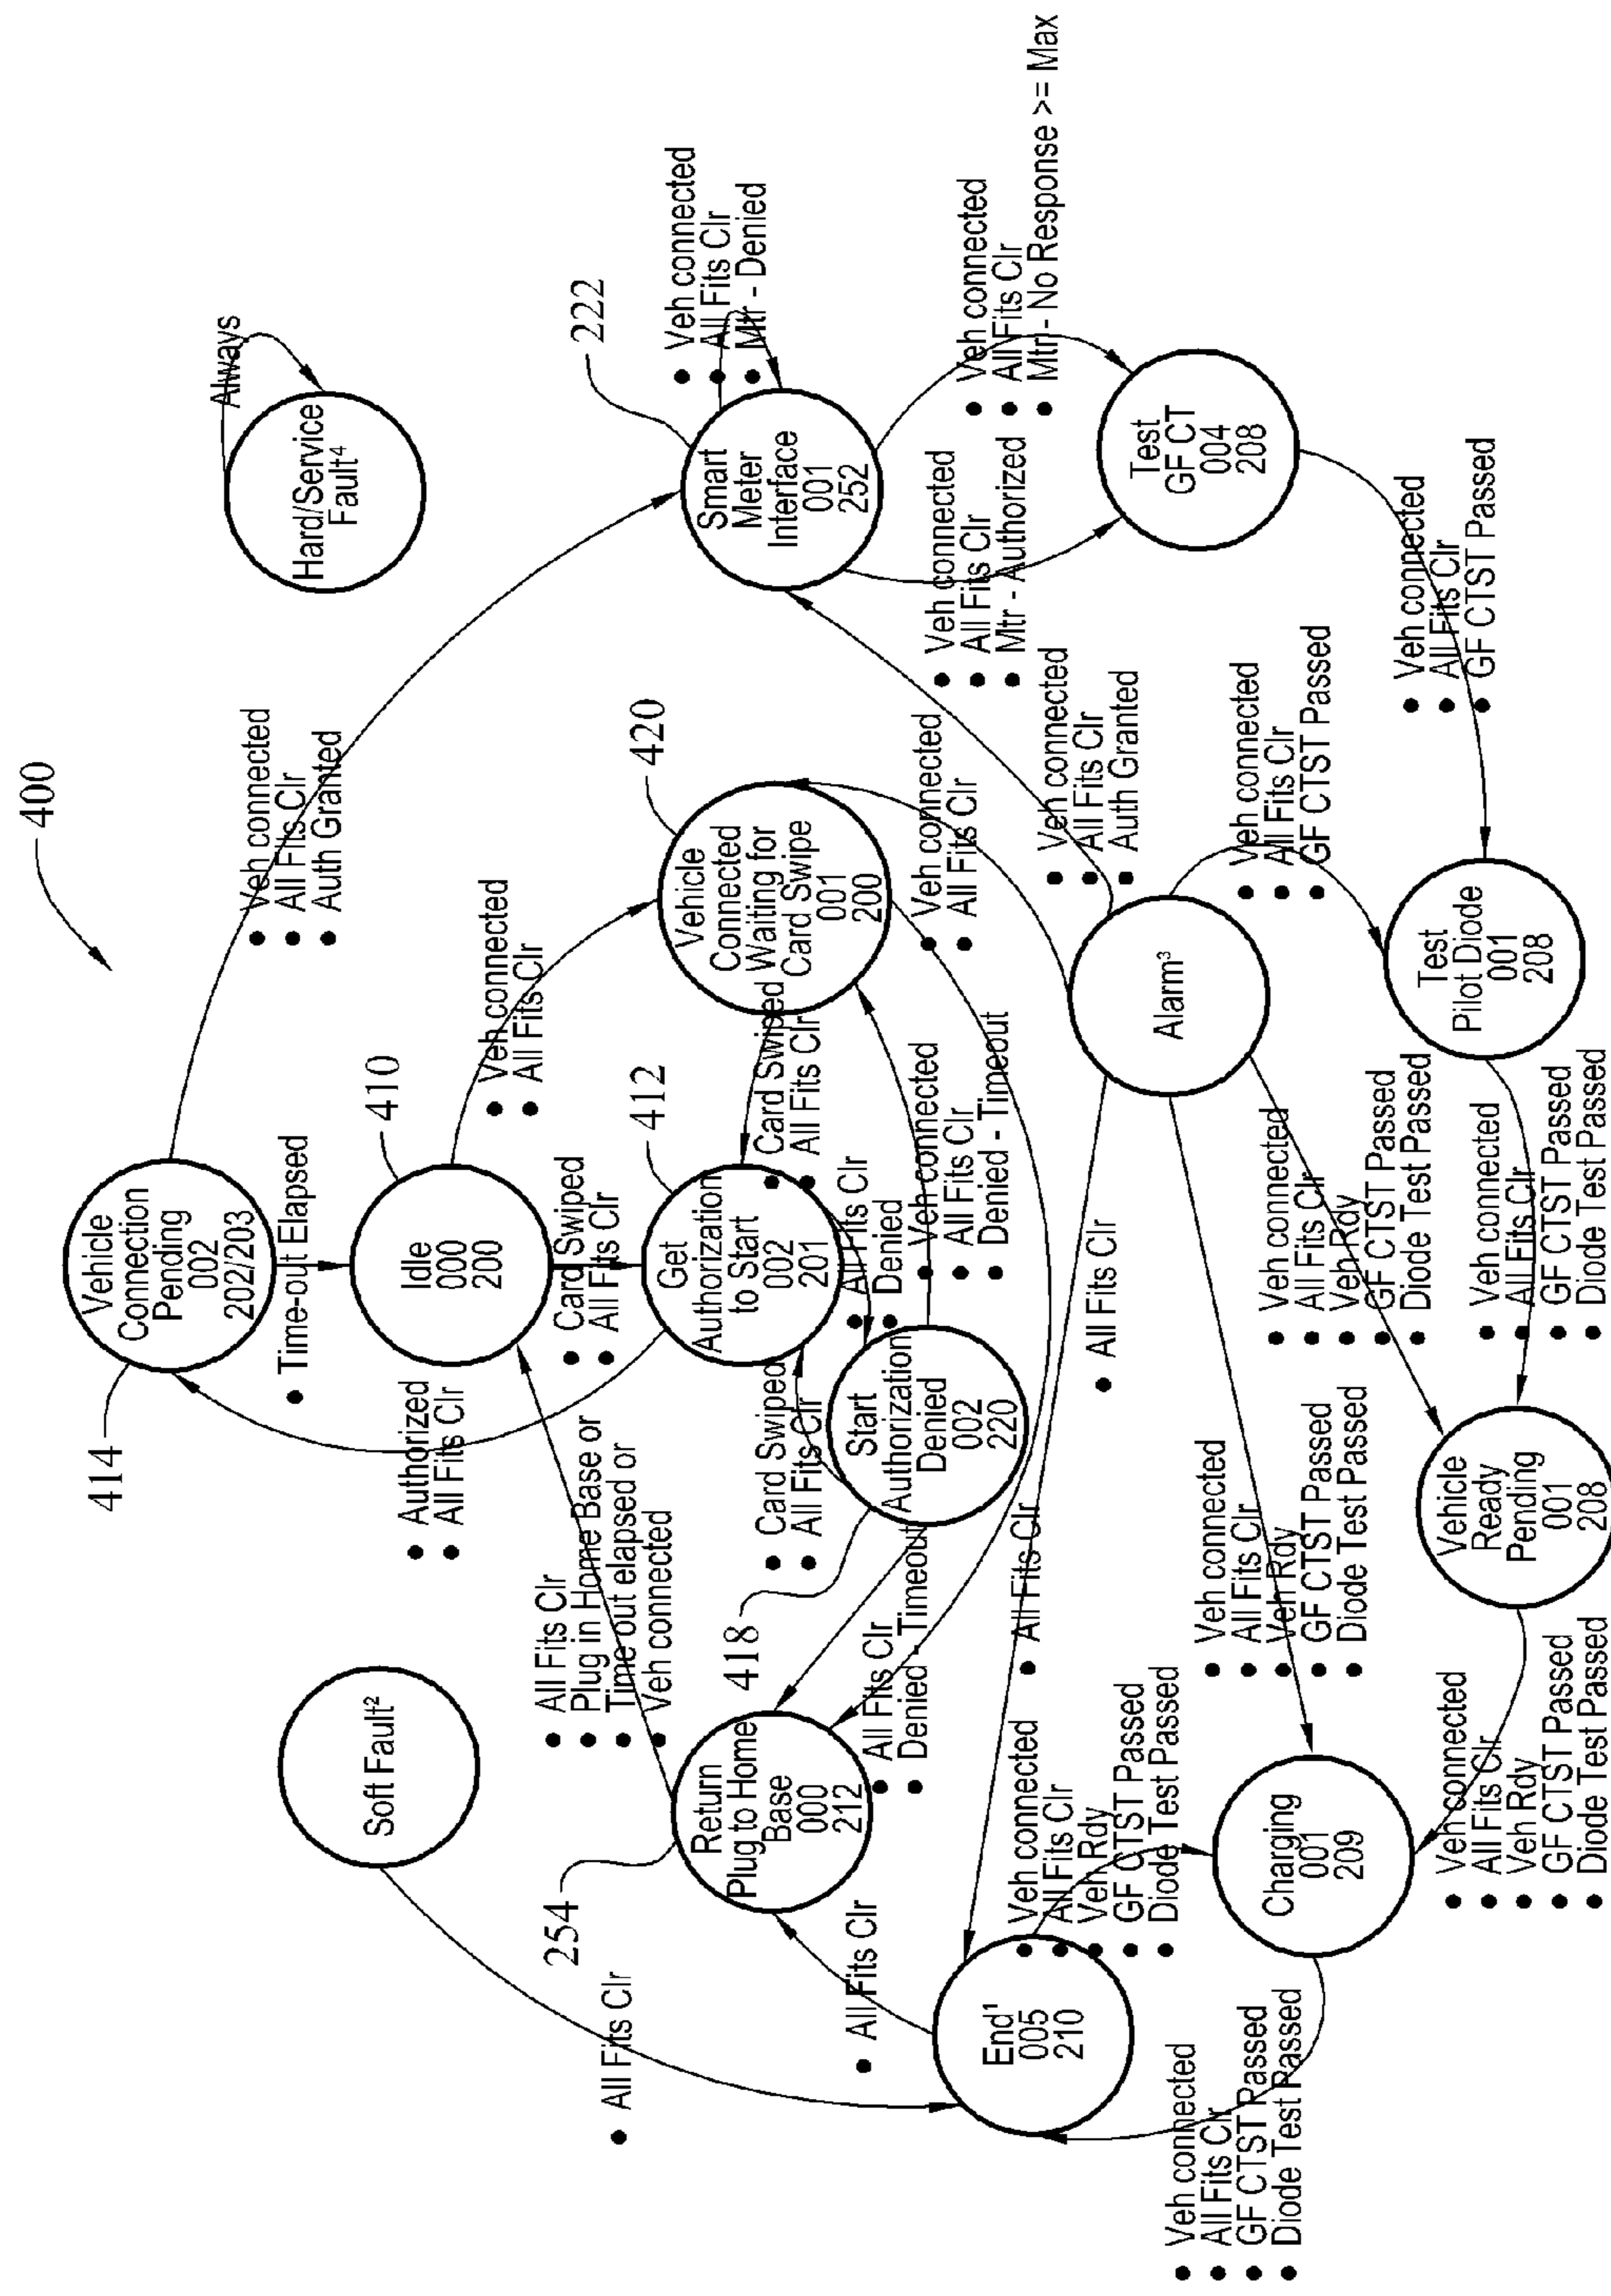 400
Vehicle
Connection
Pending
002
202/203
414
• Veh connected
• All Flts Clr
• Auth Granted
• Time-out Elapsed
Idle
000
200
410
• Veh connected
• All Flts Clr
• Card Swiped
• All Flts Clr
• Authorized
• All Flts Clr
Get
Authorization
to Start
002
201
412
Vehicle
Connected
Waiting for
Card Swipe
001
200
420
• Card Swiped
• All Flts Clr
• All Flts Clr
• Denied
• Veh connected
• All Flts Clr
• Denied - Timeout
• Veh connected
• All Flts Clr
• Card Swiped
• All Flts Clr
Start
Authorization
Denied
002
220
418
• All Flts Clr
• Denied - Timeout
Hard/Service
Fault⁴
Always
Smart
Meter
Interface
001
252
222
• Veh connected
• All Flts Clr
• Mtr - Denied
• Veh connected
• All Flts Clr
• Mtr - No Response >= Max
• Veh connected
• All Flts Clr
• Mtr - Authorized
Test
GF CT
004
208
• Veh connected
• All Flts Clr
• GF CTST Passed
Alarm³
• Veh connected
• All Flts Clr
• Auth Granted
• Veh connected
• All Flts Clr
• GF CTST Passed
• All Flts Clr
• All Flts Clr
Test
Pilot Diode
001
208
• Veh connected
• All Flts Clr
• Veh Rdy
• GF CTST Passed
• Diode Test Passed
• Veh connected
• All Flts Clr
• GF CTST Passed
• Diode Test Passed
Vehicle
Ready
Pending
001
208
• Veh connected
• All Flts Clr
• Veh Rdy
• GF CTST Passed
• Diode Test Passed
• Veh connected
• All Flts Clr
• Veh Rdy
• GF CTST Passed
• Diode Test Passed
Charging
001
209
• Veh connected
• All Flts Clr
• Veh Rdy
• GF CTST Passed
• Diode Test Passed
Soft Fault²
• All Flts Clr
• All Flts Clr
• Plug in Home Base or
• Time out elapsed or
• Veh connected
Return
Plug to Home
Base
000
212
254
• All Flts Clr
End¹
005
210
• Veh connected
• All Flts Clr
• GF CTST Passed
• Diode Test Passed